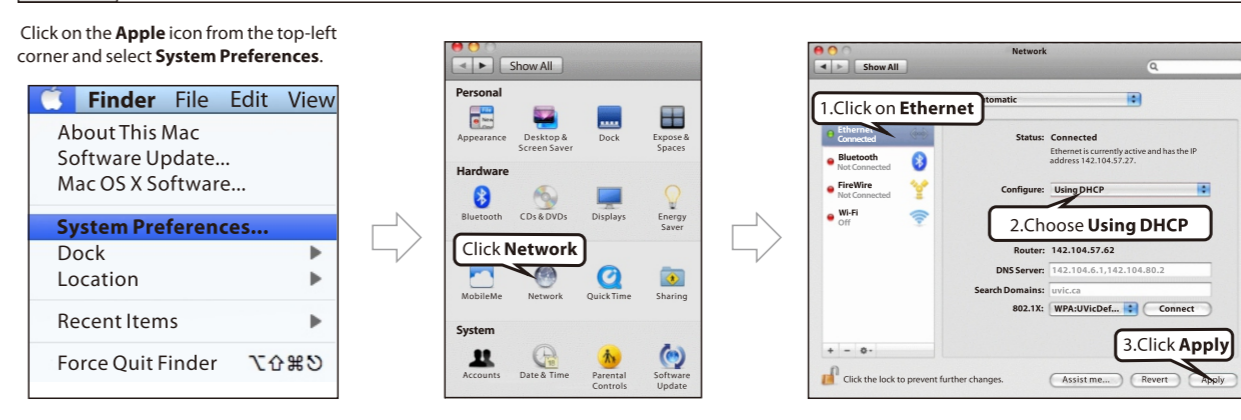 Click on the Apple icon from the top-left
corner and select System Preferences.
Finder File Edit View
About This Mac
Software Update...
Mac OS X Software...
System Preferences...
Dock
Location
Recent Items
Force Quit Finder ⌥⇧⌘⎋
Show All
Personal
Appearance
Desktop &
Screen Saver
Dock
Expose &
Spaces
Hardware
Bluetooth
CDs & DVDs
Displays
Energy
Saver
Click Network
MobileMe
Network
QuickTime
Sharing
System
Accounts
Date & Time
Parental
Controls
Software
Update
Network
Show All
1.Click on Ethernet
Ethernet
Connected
Bluetooth
Not Connected
FireWire
Not Connected
Wi-Fi
Off
Status: Connected
Ethernet is currently active and has the IP
address 142.104.57.27.
Configure: Using DHCP
2.Choose Using DHCP
Router: 142.104.57.62
DNS Server: 142.104.6.1,142.104.80.2
Search Domains: uvic.ca
802.1X: WPA:UVicDef... Connect
3.Click Apply
Click the lock to prevent further changes.
Assist me... Revert Apply